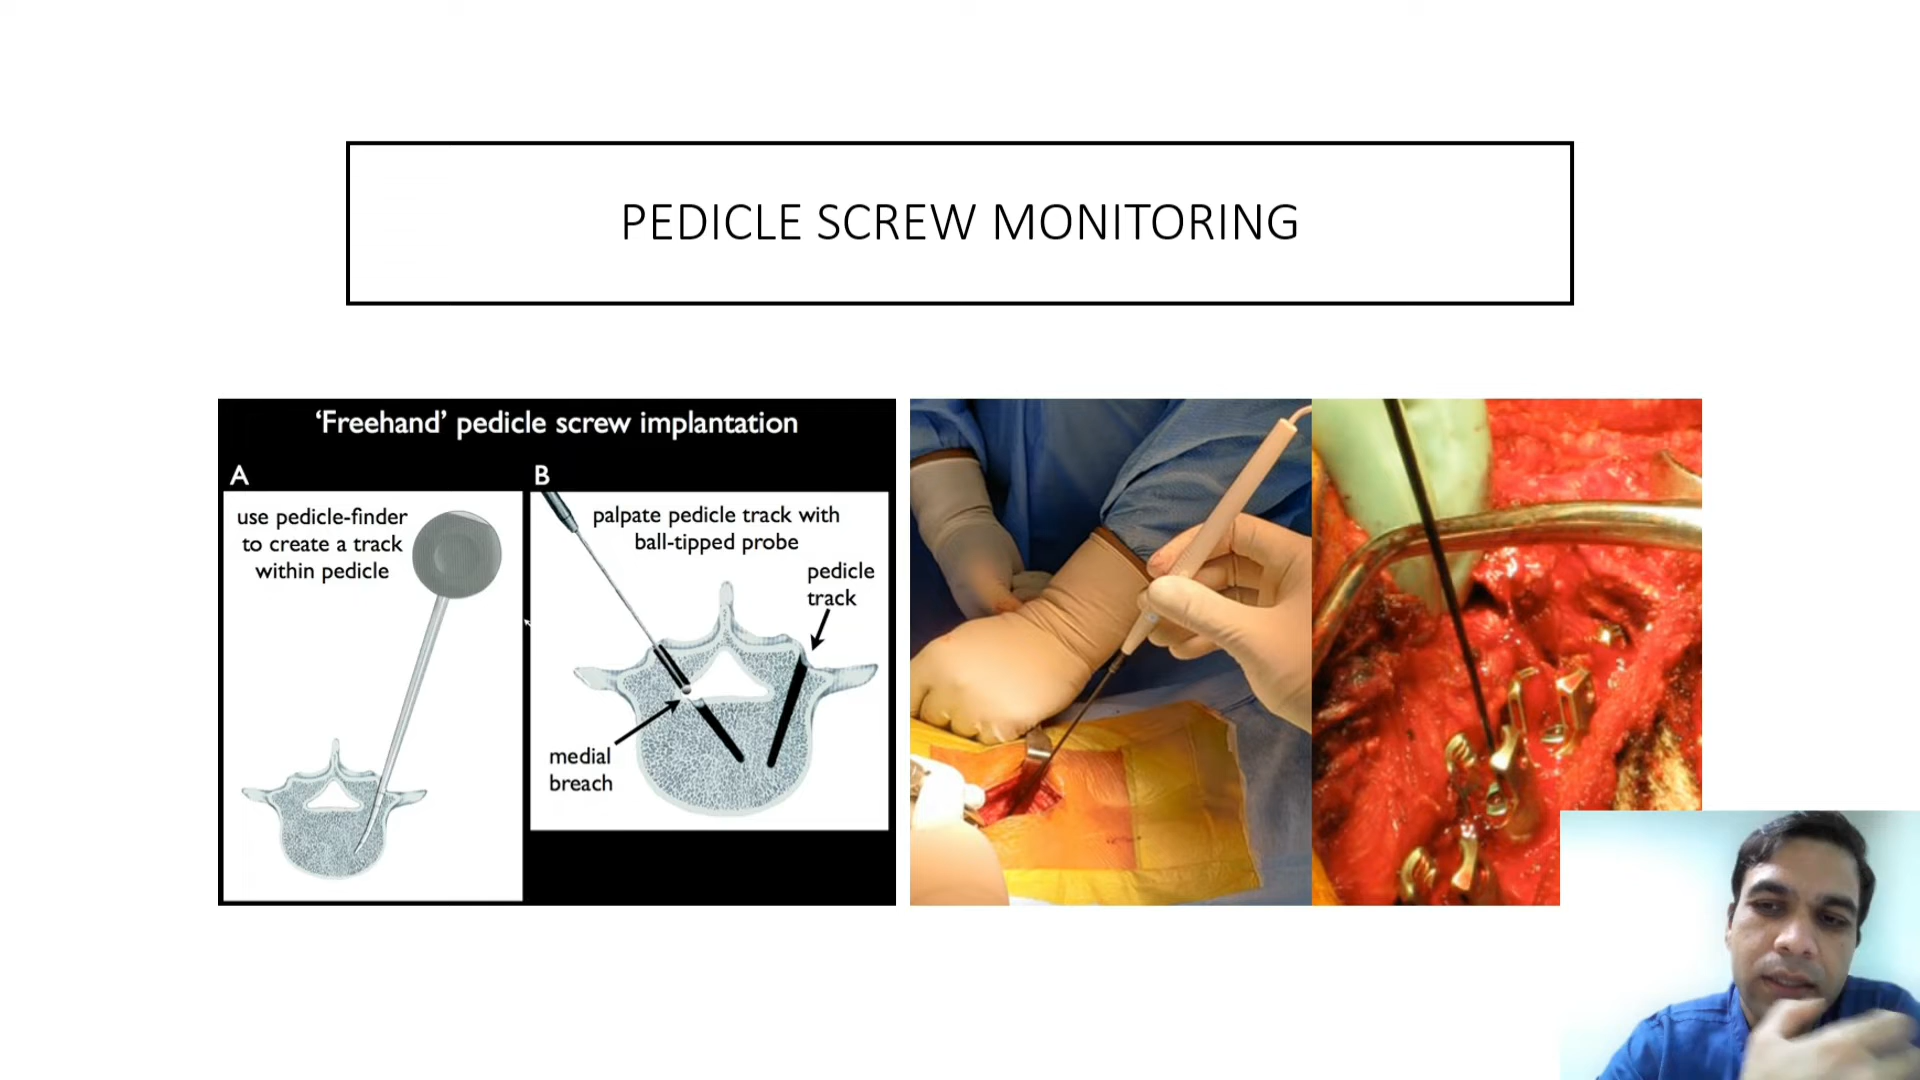 PEDICLE SCREW MONITORING
‘Freehand’ pedicle screw implantation
A
use pedicle-finder
to create a track
within pedicle
B
palpate pedicle track with
ball-tipped probe
pedicle
track
medial
breach